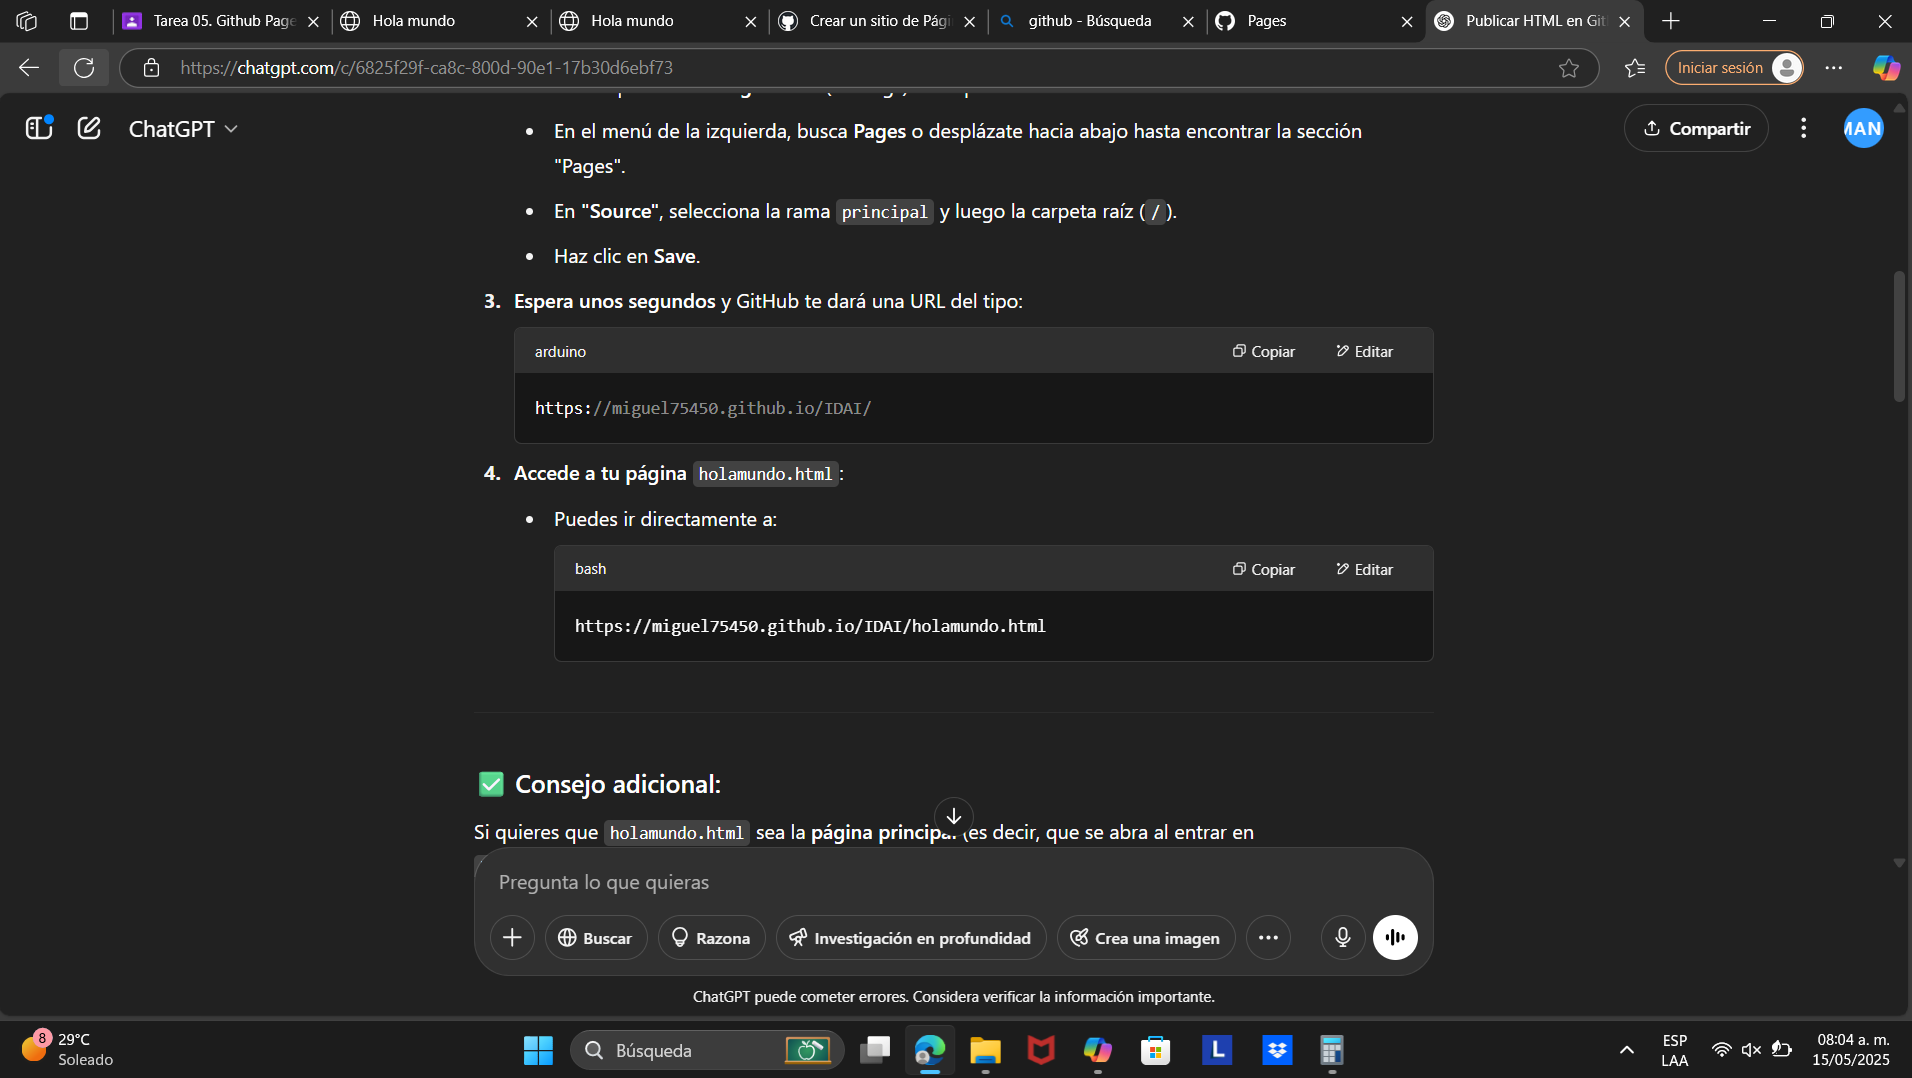 Tarea 05. Github Page
Hola mundo
Hola mundo
Crear un sitio de Pági
github - Búsqueda
Pages
Publicar HTML en Git
https://chatgpt.com/c/6825f29f-ca8c-800d-90e1-17b30d6ebf73
Iniciar sesión
ChatGPT
Compartir
MAN
• En el menú de la izquierda, busca Pages o desplázate hacia abajo hasta encontrar la sección
"Pages".
• En "Source", selecciona la rama principal y luego la carpeta raíz ( / ).
• Haz clic en Save.
3. Espera unos segundos y GitHub te dará una URL del tipo:
arduino
Copiar
Editar
https://miguel75450.github.io/IDAI/
4. Accede a tu página holamundo.html :
• Puedes ir directamente a:
bash
Copiar
Editar
https://miguel75450.github.io/IDAI/holamundo.html
✅ Consejo adicional:
Si quieres que holamundo.html sea la página principal (es decir, que se abra al entrar en
Pregunta lo que quieras
Buscar
Razona
Investigación en profundidad
Crea una imagen
ChatGPT puede cometer errores. Considera verificar la información importante.
8
29°C
Soleado
Búsqueda
L
ESP
LAA
08:04 a. m.
15/05/2025